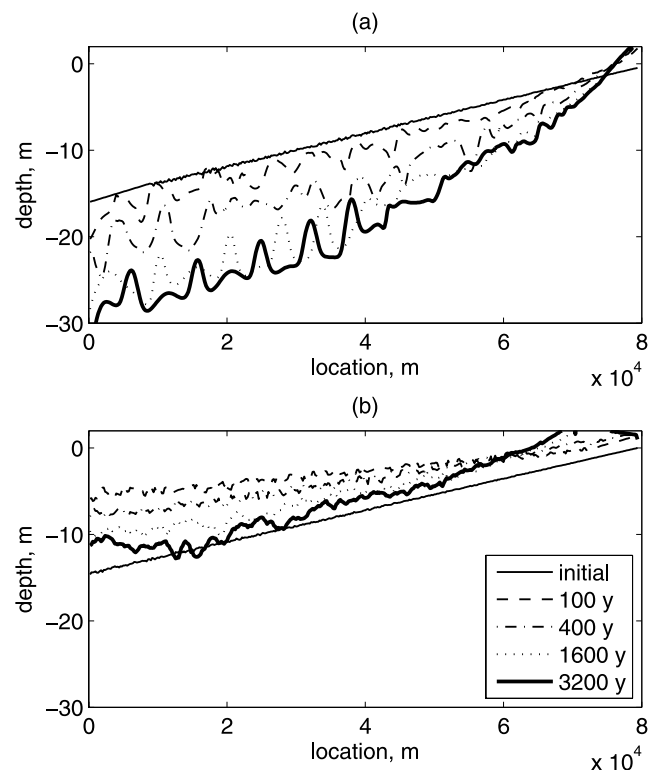 (a)
0
−10
−20
−30
depth, m
0 2 4 6 8
location, m
x 10^4
(b)
0
−10
−20
−30
depth, m
initial
100 y
400 y
1600 y
3200 y
0 2 4 6 8
location, m
x 10^4